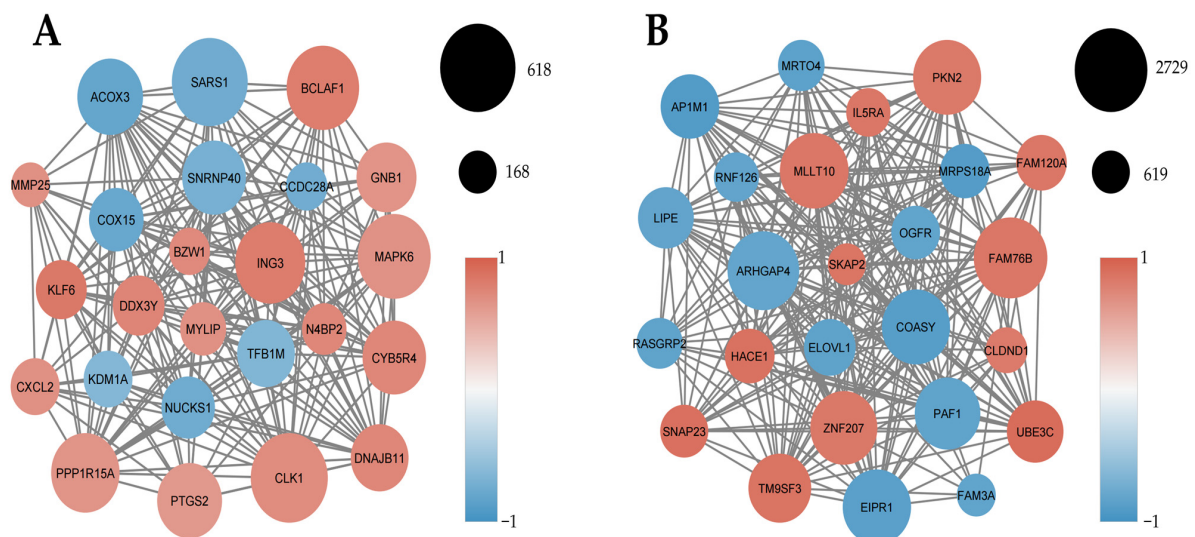 A
SARS1
BCLAF1
ACOX3
618
SNRNP40
CCDC28A
GNB1
MMP25
168
COX15
BZW1
ING3
MAPK6
KLF6
DDX3Y
MYLIP
N4BP2
TFB1M
CYB5R4
CXCL2
KDM1A
NUCKS1
DNAJB11
PPP1R15A
PTGS2
CLK1
1
−1
B
MRTO4
PKN2
AP1M1
IL5RA
2729
RNF126
MLLT10
MRPS18A
FAM120A
619
LIPE
OGFR
ARHGAP4
SKAP2
FAM76B
COASY
RASGRP2
HACE1
ELOVL1
CLDND1
SNAP23
ZNF207
PAF1
UBE3C
TM9SF3
EIPR1
FAM3A
1
−1